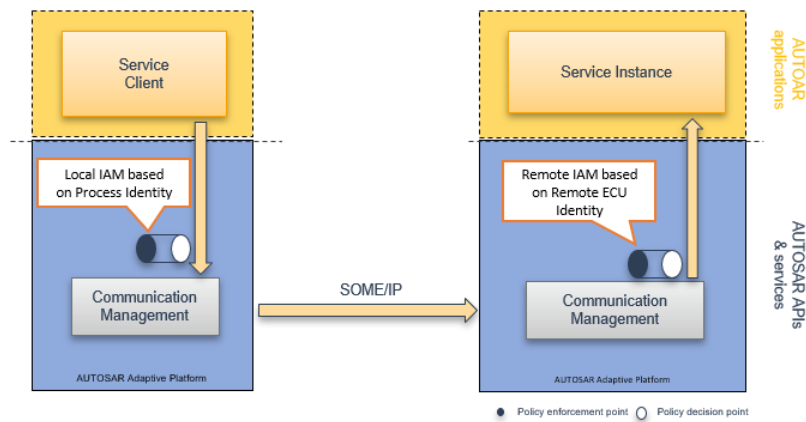 Service
Client
Service Instance
AUTOAR
applications
Local IAM based
on Process Identity
Remote IAM based
on Remote ECU
Identity
AUTOSAR APIs
& services
Communication
Management
SOME/IP
Communication
Management
AUTOSAR Adaptive Platform
AUTOSAR Adaptive Platform
Policy enforcement point
Policy decision point